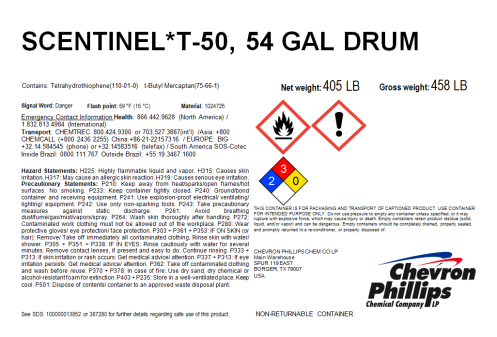 SCENTINEL*T-50, 54 GAL DRUM
Contains: Tetrahydrothiophene(110-01-0) t-Butyl Mercaptan(75-66-1)
Net weight: 405 LB Gross weight: 458 LB
Signal Word: Danger Flash point: 59 °F (15 °C) Material: 1024725
Emergency Contact Information Health: 866.442.9628 (North America) /
1.832.813.4984 (International)
Transport: CHEMTREC 800.424.9300 or 703.527.3887(int'l) (Asia: +800
CHEMCALL (+800 2436 2255) China:+86-21-22157316 / EUROPE: BIG
+32.14.584545 (phone) or +32.14583516 (telefax) / South America SOS-Cotec
Inside Brazil: 0800.111.767 Outside Brazil: +55.19.3467.1600
Hazard Statements: H225: Highly flammable liquid and vapor. H315: Causes skin
irritation. H317: May cause an allergic skin reaction. H319: Causes serious eye irritation.
Precautionary Statements: P210: Keep away from heat/sparks/open flames/hot
surfaces. No smoking. P233: Keep container tightly closed. P240: Ground/bond
container and receiving equipment. P241: Use explosion-proof electrical/ ventilating/
lighting/ equipment. P242: Use only non-sparking tools. P243: Take precautionary
measures against static discharge. P261: Avoid breathing
dust/fume/gas/mist/vapors/spray. P264: Wash skin thoroughly after handling. P272:
Contaminated work clothing must not be allowed out of the workplace. P280: Wear
protective gloves/ eye protection/ face protection. P303 + P361 + P353: IF ON SKIN (or
hair): Remove/ Take off immediately all contaminated clothing. Rinse skin with water/
shower. P305 + P351 + P338: IF IN EYES: Rinse cautiously with water for several
minutes. Remove contact lenses, if present and easy to do. Continue rinsing. P333 +
P313: If skin irritation or rash occurs: Get medical advice/ attention. P337 + P313: If eye
irritation persists: Get medical advice/ attention. P362: Take off contaminated clothing
and wash before reuse. P370 + P378: In case of fire: Use dry sand, dry chemical or
alcohol-resistant foam for extinction. P403+P235: Store in a well-ventilated place. Keep
cool. P501: Dispose of contents/ container to an approved waste disposal plant.
3
2 0
THIS CONTAINER IS FOR PACKAGING AND TRANSPORT OF CAPTIONED PRODUCT. USE CONTAINER
FOR INTENDED PURPOSE ONLY. Do not use pressure to empty any container unless specified, or it may
rupture with explosive force, which may cause injury or death. Empty containers retain product residue (solid,
liquid, and/or vapor) and can be dangerous. Empty containers should be completely drained, properly sealed,
and promptly returned to a re-conditioner, or properly disposed of.
CHEVRON PHILLIPS CHEM CO LP
Main Warehouse
SPUR 119 EAST
BORGER, TX 79007
USA
Chevron
Phillips
Chemical Company LP
See SDS: 100000013852 or 387280 for further details regarding safe use of this product.
NON-RETURNABLE CONTAINER